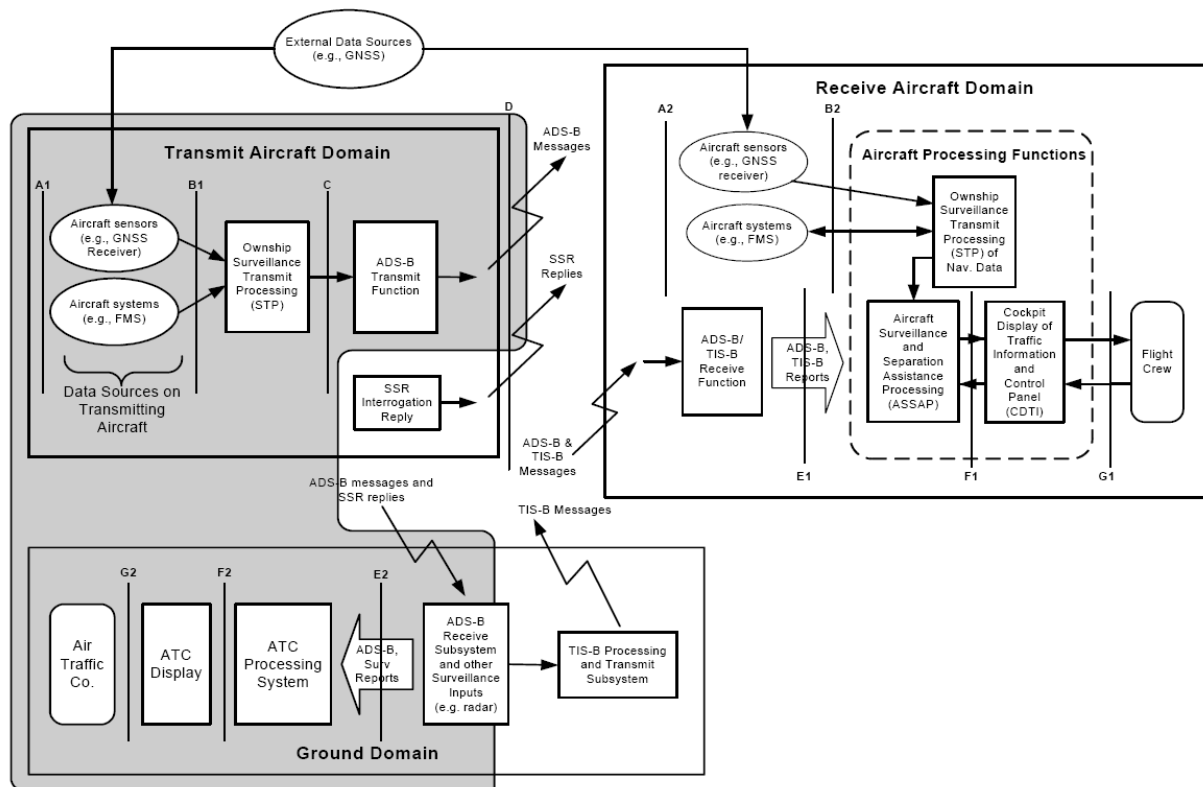 External Data Sources
(e.g., GNSS)
Transmit Aircraft Domain
A1
B1
C
D
Aircraft sensors
(e.g., GNSS
Receiver)
Aircraft systems
(e.g., FMS)
Data Sources on
Transmitting
Aircraft
Ownship
Surveillance
Transmit
Processing
(STP)
ADS-B
Transmit
Function
SSR
Interrogation
Reply
ADS-B
Messages
SSR
Replies
ADS-B &
TIS-B
Messages
Receive Aircraft Domain
A2
B2
Aircraft sensors
(e.g., GNSS
receiver)
Aircraft systems
(e.g., FMS)
Aircraft Processing Functions
Ownship
Surveillance
Transmit
Processing
(STP) of
Nav. Data
ADS-B/
TIS-B
Receive
Function
ADS-B,
TIS-B
Reports
Aircraft
Surveillance
and
Separation
Assistance
Processing
(ASSAP)
Cockpit
Display of
Traffic
Information
and
Control
Panel
(CDTI)
Flight
Crew
E1
F1
G1
ADS-B messages and
SSR replies
TIS-B Messages
G2
F2
E2
Air
Traffic
Co.
ATC
Display
ATC
Processing
System
ADS-B,
Surv
Reports
ADS-B
Receive
Subsystem
and other
Surveillance
Inputs
(e.g. radar)
TIS-B Processing
and Transmit
Subsystem
Ground Domain